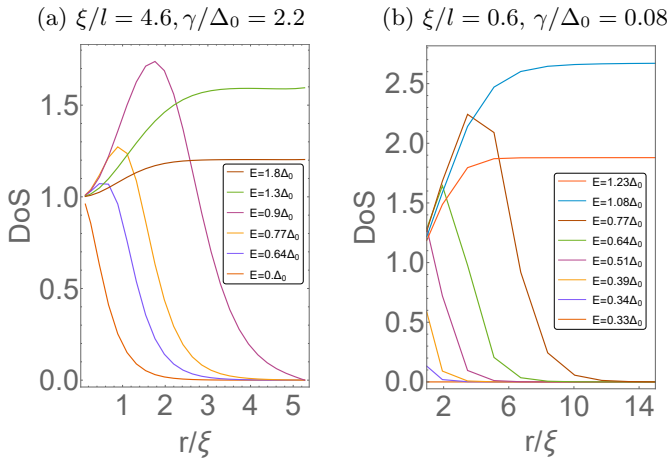 (a) ξ/l = 4.6, γ/Δ₀ = 2.2
(b) ξ/l = 0.6, γ/Δ₀ = 0.08
DoS
1.5
1.0
0.5
0.0
1 2 3 4 5
r/ξ
E=1.8Δ₀
E=1.3Δ₀
E=0.9Δ₀
E=0.77Δ₀
E=0.64Δ₀
E=0.Δ₀
DoS
2.5
2.0
1.5
1.0
0.5
0.0
2 6 10 14
r/ξ
E=1.23Δ₀
E=1.08Δ₀
E=0.77Δ₀
E=0.64Δ₀
E=0.51Δ₀
E=0.39Δ₀
E=0.34Δ₀
E=0.33Δ₀